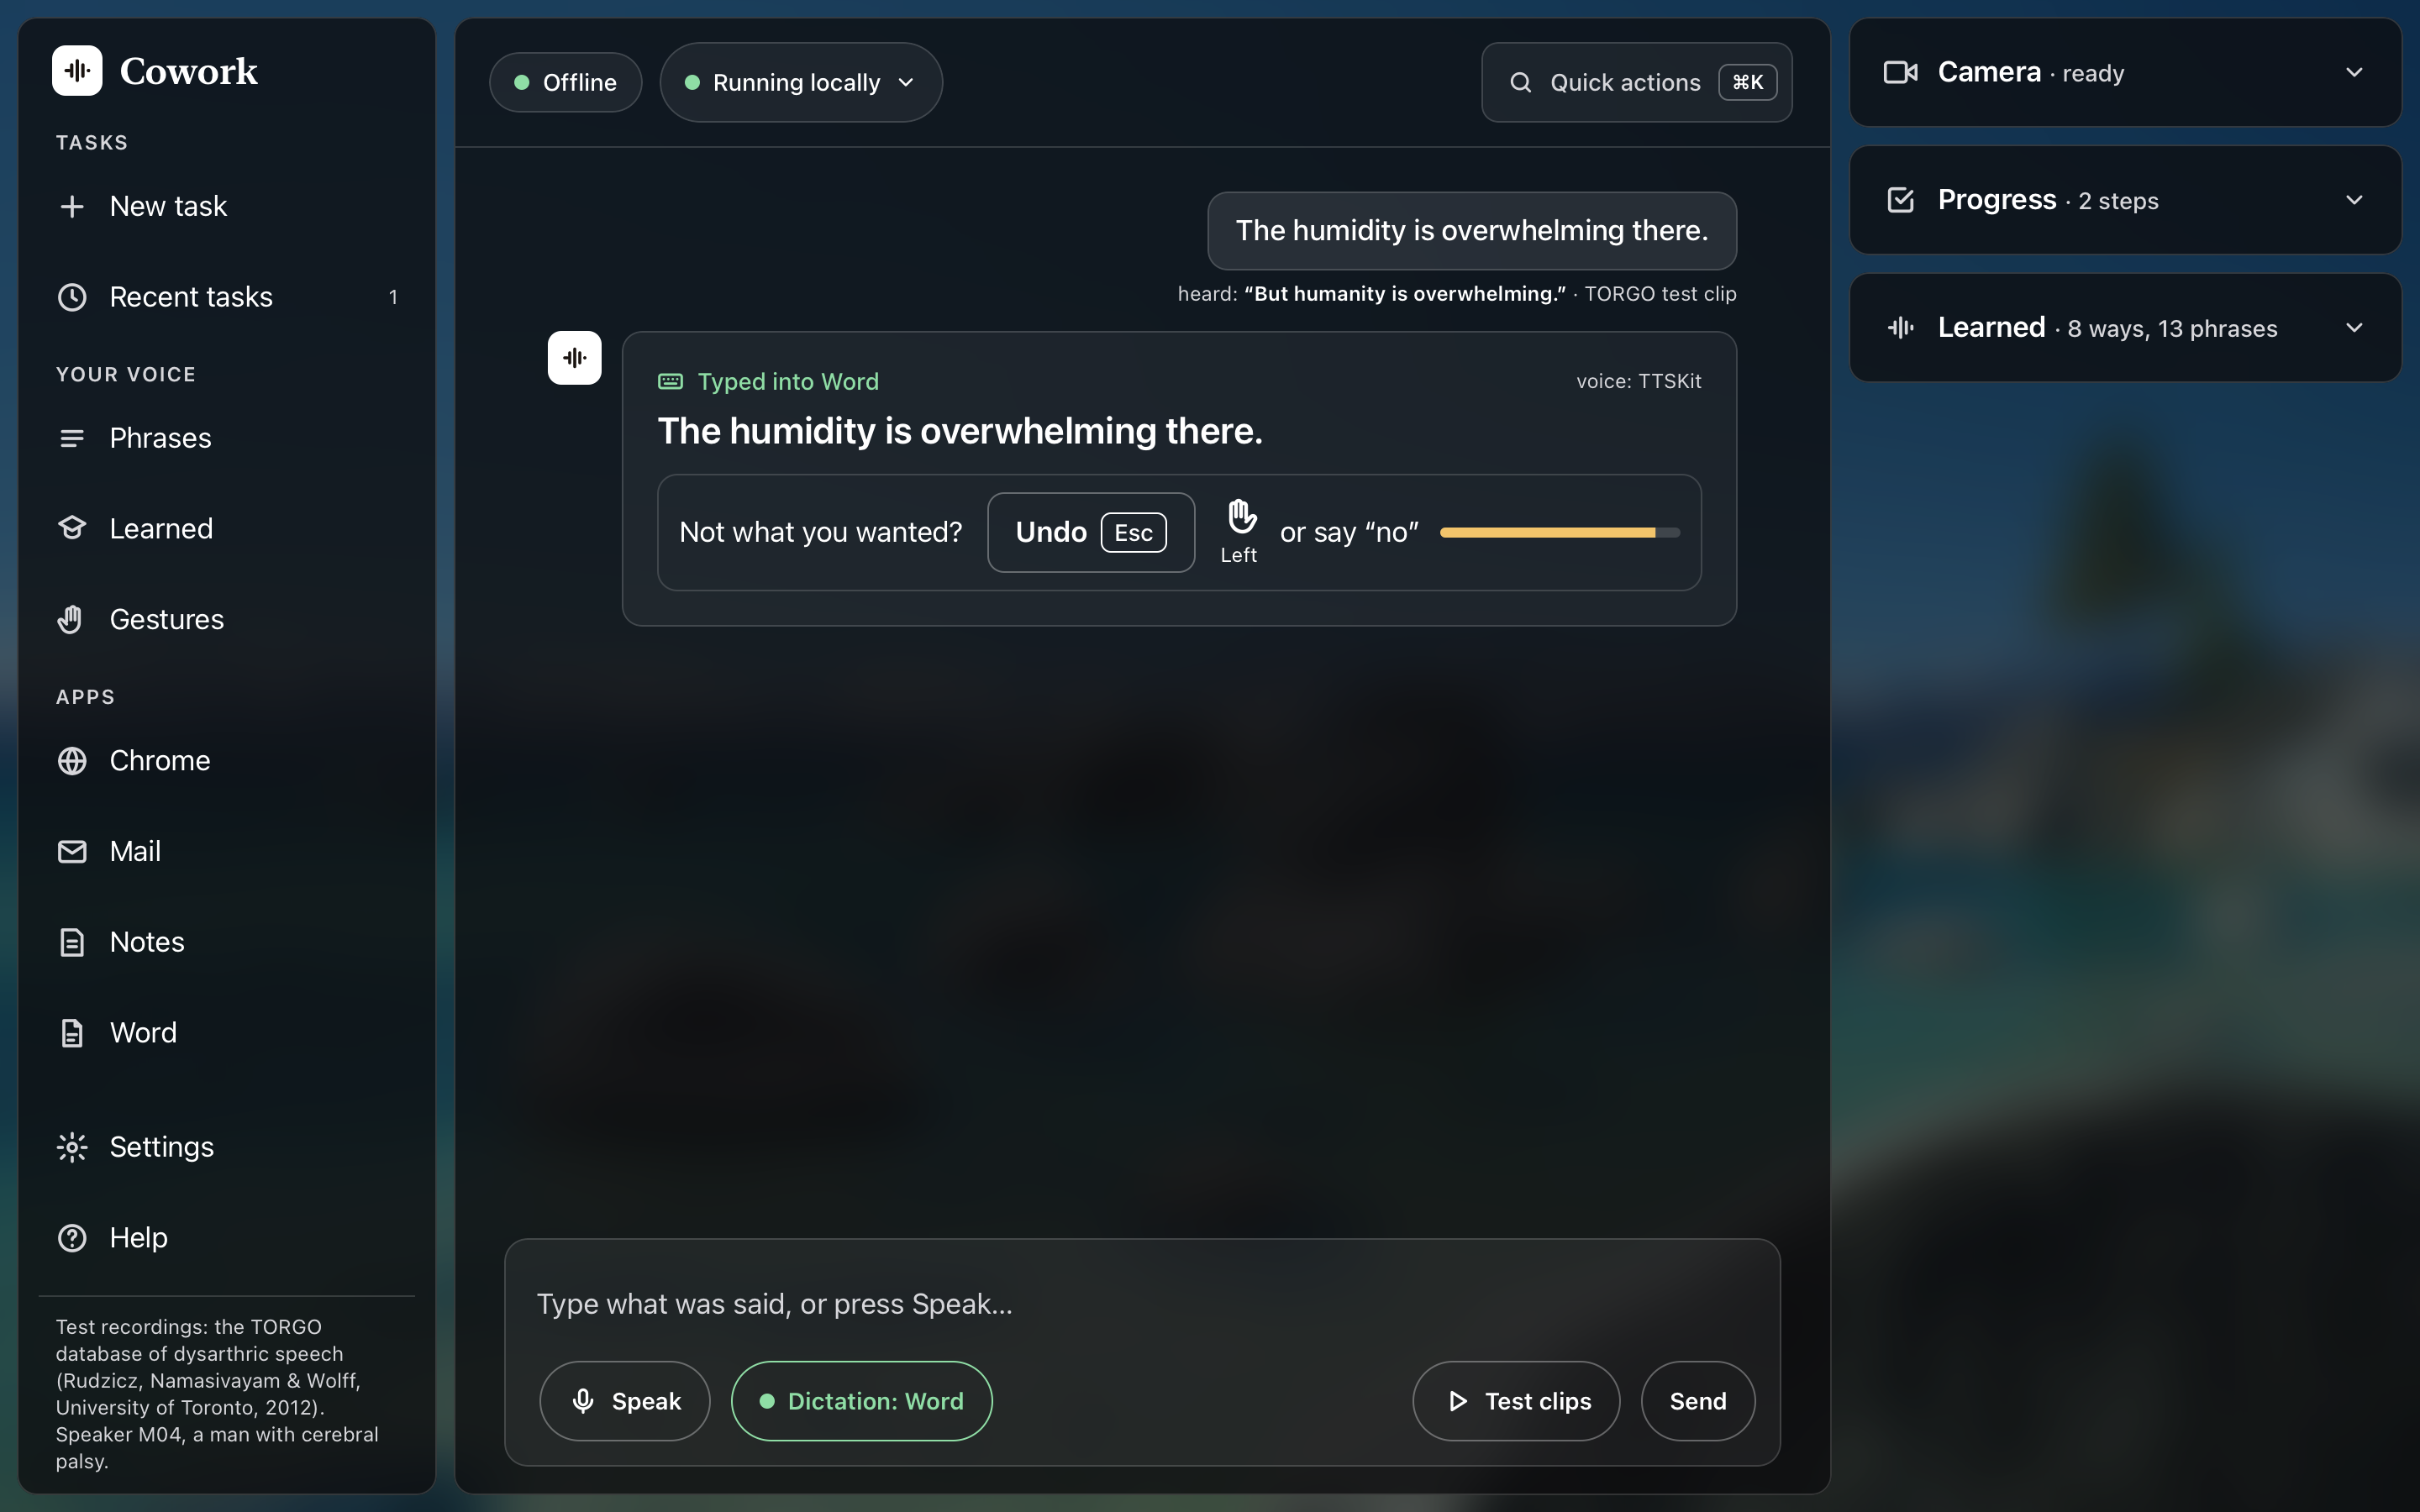 Cowork
TASKS
New task
Recent tasks 1
YOUR VOICE
Phrases
Learned
Gestures
APPS
Chrome
Mail
Notes
Word
Settings
Help
Test recordings: the TORGO
database of dysarthric speech
(Rudzicz, Namasivayam & Wolff,
University of Toronto, 2012).
Speaker M04, a man with cerebral
palsy.
Offline
Running locally
Quick actions ⌘K
The humidity is overwhelming there.
heard: “But humanity is overwhelming.” · TORGO test clip
Typed into Word
voice: TTSKit
The humidity is overwhelming there.
Not what you wanted? Undo Esc Left or say “no”
Type what was said, or press Speak...
Speak
Dictation: Word
Test clips
Send
Camera · ready
Progress · 2 steps
Learned · 8 ways, 13 phrases